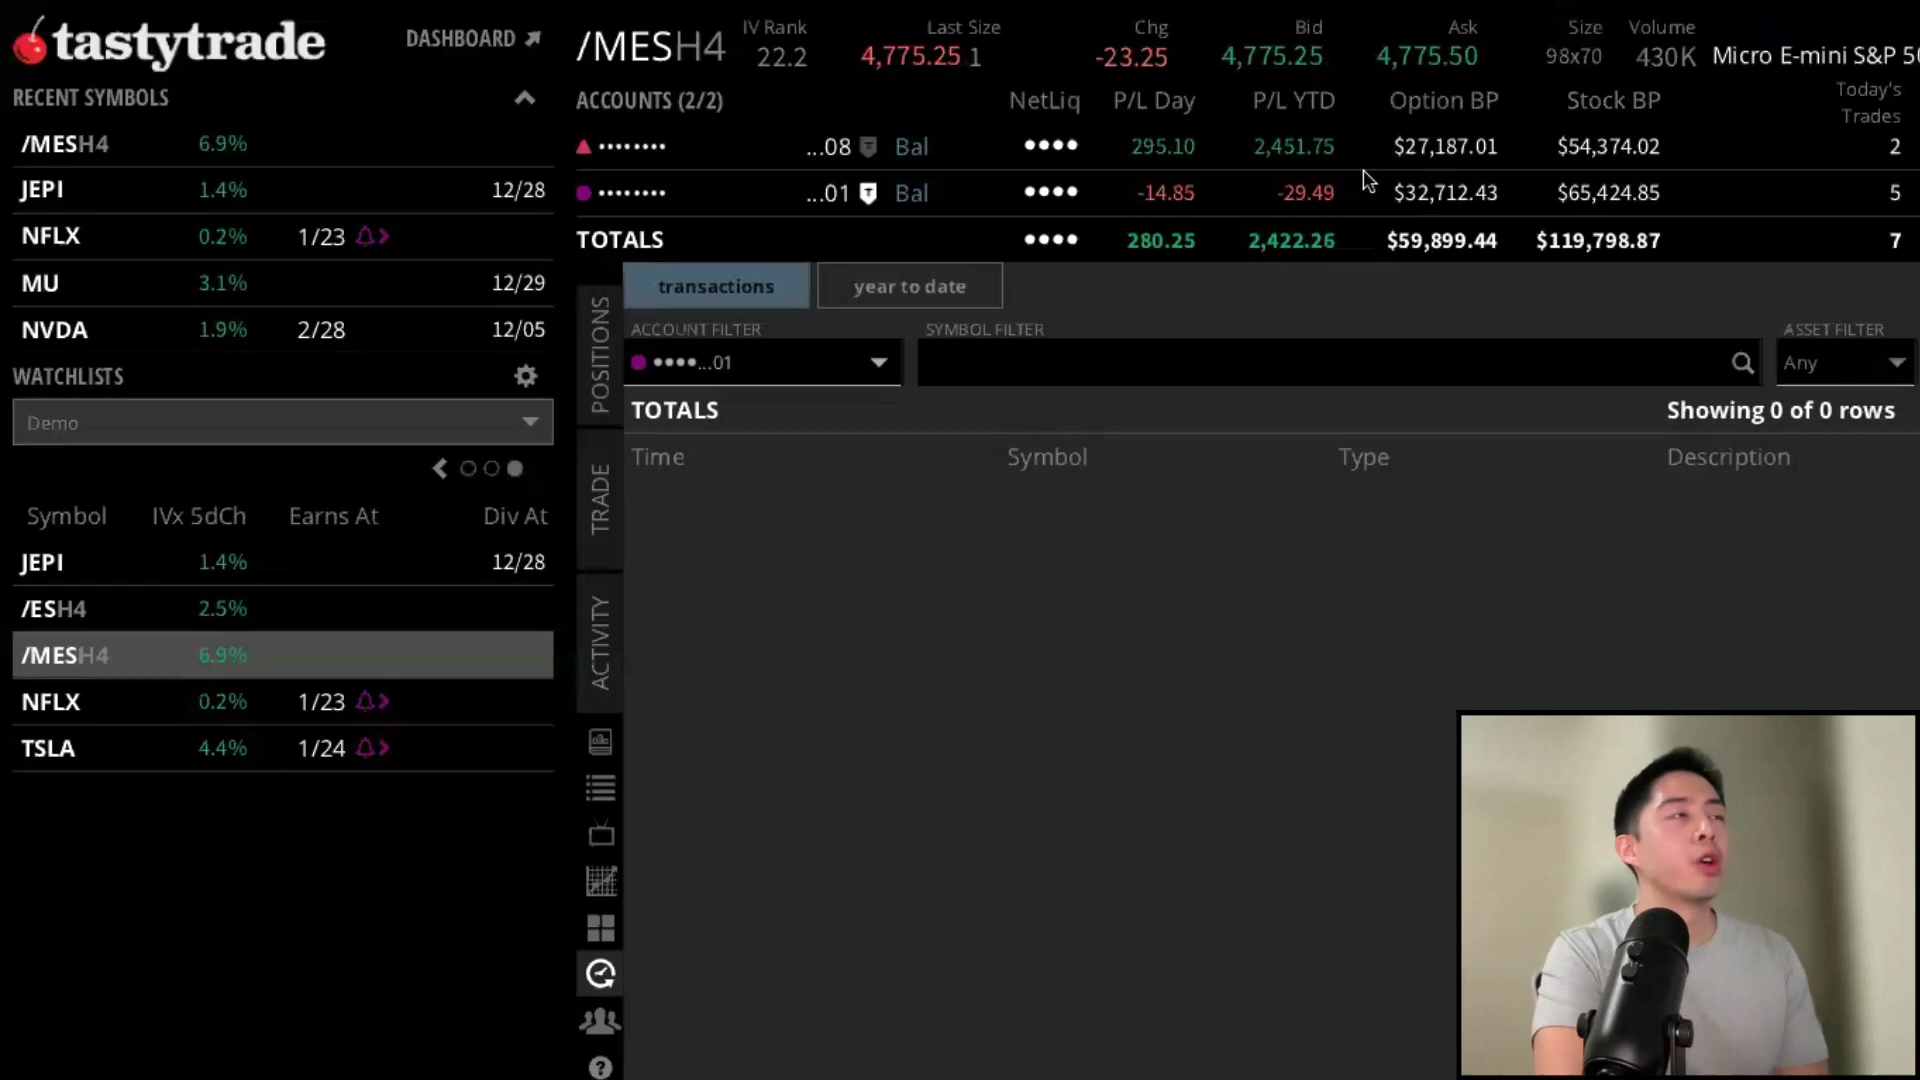 tastytrade
DASHBOARD
RECENT SYMBOLS
/MESH4 6.9%
JEPI 1.4% 12/28
NFLX 0.2% 1/23
MU 3.1% 12/29
NVDA 1.9% 2/28 12/05
WATCHLISTS
Demo
Symbol IVx 5dCh Earns At Div At
JEPI 1.4% 12/28
/ESH4 2.5%
/MESH4 6.9%
NFLX 0.2% 1/23
TSLA 4.4% 1/24
/MESH4
IV Rank Last Size Chg Bid Ask Size Volume
22.2 4,775.25 1 -23.25 4,775.25 4,775.50 98x70 430K Micro E-mini S&P 50
ACCOUNTS (2/2) NetLiq P/L Day P/L YTD Option BP Stock BP Today's Trades
•••••••• ...08 T Bal •••• 295.10 2,451.75 $27,187.01 $54,374.02 2
•••••••• ...01 T Bal •••• -14.85 -29.49 $32,712.43 $65,424.85 5
TOTALS •••• 280.25 2,422.26 $59,899.44 $119,798.87 7
POSITIONS
TRADE
ACTIVITY
transactions year to date
ACCOUNT FILTER SYMBOL FILTER ASSET FILTER
••••...01 Any
TOTALS Showing 0 of 0 rows
Time Symbol Type Description
?